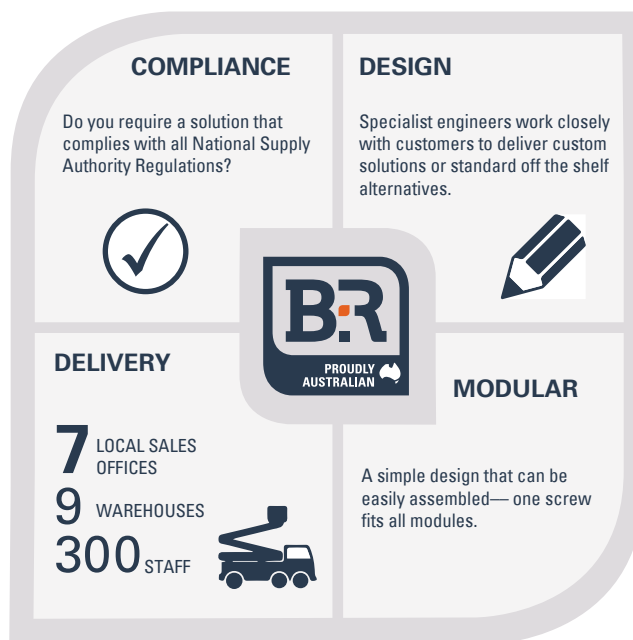 COMPLIANCE
Do you require a solution that
complies with all National Supply
Authority Regulations?
DESIGN
Specialist engineers work closely
with customers to deliver custom
solutions or standard off the shelf
alternatives.
B:R
PROUDLY
AUSTRALIAN
DELIVERY
7 LOCAL SALES
OFFICES
9 WAREHOUSES
300 STAFF
MODULAR
A simple design that can be
easily assembled— one screw
fits all modules.